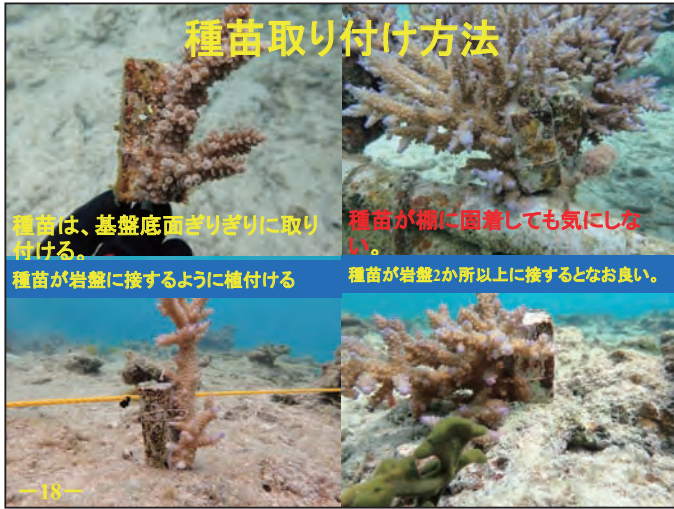 種苗取り付け方法
種苗は、基盤底面ぎりぎりに取り
付ける。
種苗が棚に固着しても気にしな
い。
種苗が岩盤に接するように植付ける
種苗が岩盤2か所以上に接するとなお良い。
－18－